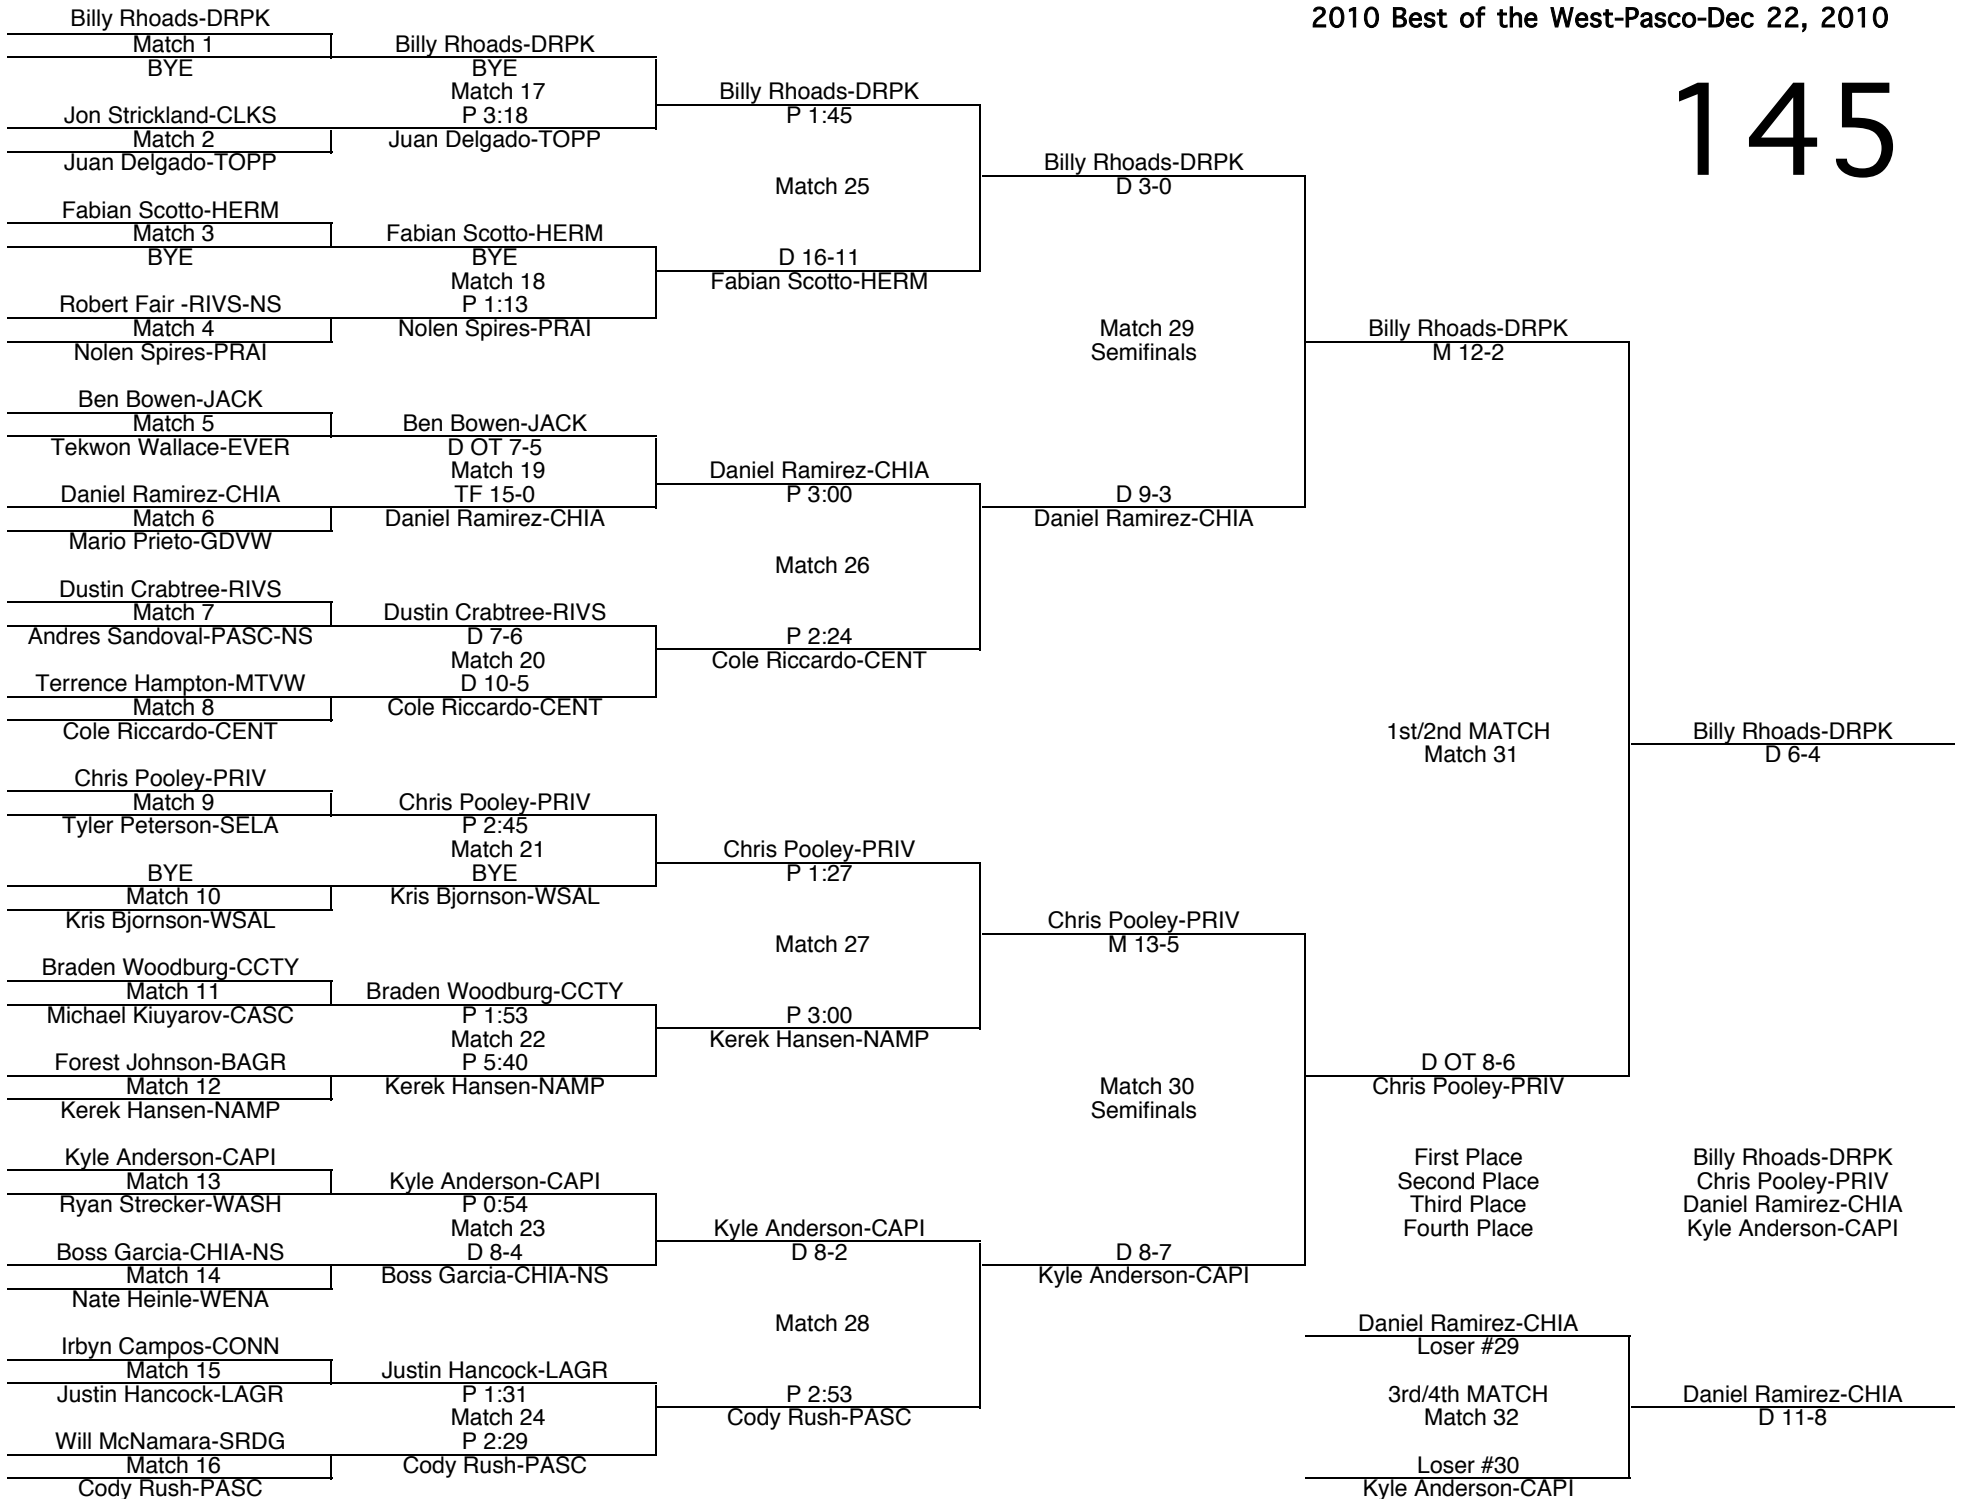 2010 Best of the West-Pasco-Dec 22, 2010
145
Billy Rhoads-DRPK
Match 1
BYE
Jon Strickland-CLKS
Match 2
Juan Delgado-TOPP
Fabian Scotto-HERM
Match 3
BYE
Robert Fair -RIVS-NS
Match 4
Nolen Spires-PRAI
Ben Bowen-JACK
Match 5
Tekwon Wallace-EVER
Daniel Ramirez-CHIA
Match 6
Mario Prieto-GDVW
Dustin Crabtree-RIVS
Match 7
Andres Sandoval-PASC-NS
Terrence Hampton-MTVW
Match 8
Cole Riccardo-CENT
Chris Pooley-PRIV
Match 9
Tyler Peterson-SELA
BYE
Match 10
Kris Bjornson-WSAL
Braden Woodburg-CCTY
Match 11
Michael Kiuyarov-CASC
Forest Johnson-BAGR
Match 12
Kerek Hansen-NAMP
Kyle Anderson-CAPI
Match 13
Ryan Strecker-WASH
Boss Garcia-CHIA-NS
Match 14
Nate Heinle-WENA
Irbyn Campos-CONN
Match 15
Justin Hancock-LAGR
Will McNamara-SRDG
Match 16
Cody Rush-PASC
Billy Rhoads-DRPK
BYE
Match 17
P 3:18
Juan Delgado-TOPP
Fabian Scotto-HERM
BYE
Match 18
P 1:13
Nolen Spires-PRAI
Ben Bowen-JACK
D OT 7-5
Match 19
TF 15-0
Daniel Ramirez-CHIA
Dustin Crabtree-RIVS
D 7-6
Match 20
D 10-5
Cole Riccardo-CENT
Chris Pooley-PRIV
P 2:45
Match 21
BYE
Kris Bjornson-WSAL
Braden Woodburg-CCTY
P 1:53
Match 22
P 5:40
Kerek Hansen-NAMP
Kyle Anderson-CAPI
P 0:54
Match 23
D 8-4
Boss Garcia-CHIA-NS
Justin Hancock-LAGR
P 1:31
Match 24
P 2:29
Cody Rush-PASC
Billy Rhoads-DRPK
P 1:45
Match 25
D 16-11
Fabian Scotto-HERM
Daniel Ramirez-CHIA
P 3:00
Match 26
P 2:24
Cole Riccardo-CENT
Chris Pooley-PRIV
P 1:27
Match 27
P 3:00
Kerek Hansen-NAMP
Kyle Anderson-CAPI
D 8-2
Match 28
P 2:53
Cody Rush-PASC
Billy Rhoads-DRPK
D 3-0
Match 29
Semifinals
D 9-3
Daniel Ramirez-CHIA
Chris Pooley-PRIV
M 13-5
Match 30
Semifinals
D 8-7
Kyle Anderson-CAPI
Billy Rhoads-DRPK
M 12-2
1st/2nd MATCH
Match 31
D OT 8-6
Chris Pooley-PRIV
Billy Rhoads-DRPK
D 6-4
First Place Billy Rhoads-DRPK
Second Place Chris Pooley-PRIV
Third Place Daniel Ramirez-CHIA
Fourth Place Kyle Anderson-CAPI
Daniel Ramirez-CHIA
Loser #29
3rd/4th MATCH
Match 32
Loser #30
Kyle Anderson-CAPI
Daniel Ramirez-CHIA
D 11-8